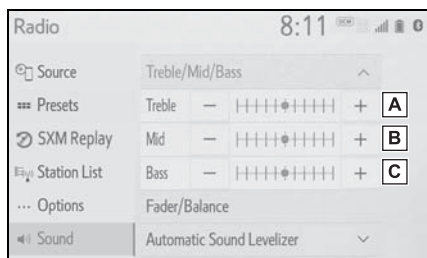 Radio 8:11 DCM
Source
Presets
SXM Replay
Station List
Options
Sound
Treble/Mid/Bass
Treble − + A
Mid − + B
Bass − + C
Fader/Balance
Automatic Sound Levelizer